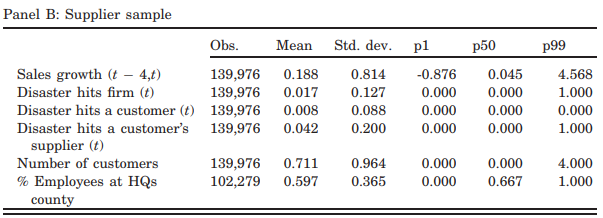 Panel B: Supplier sample
Obs. Mean Std. dev. p1 p50 p99
Sales growth (t − 4,t) 139,976 0.188 0.814 -0.876 0.045 4.568
Disaster hits firm (t) 139,976 0.017 0.127 0.000 0.000 1.000
Disaster hits a customer (t) 139,976 0.008 0.088 0.000 0.000 0.000
Disaster hits a customer's 139,976 0.042 0.200 0.000 0.000 1.000
supplier (t)
Number of customers 139,976 0.711 0.964 0.000 0.000 4.000
% Employees at HQs 102,279 0.597 0.365 0.000 0.667 1.000
county